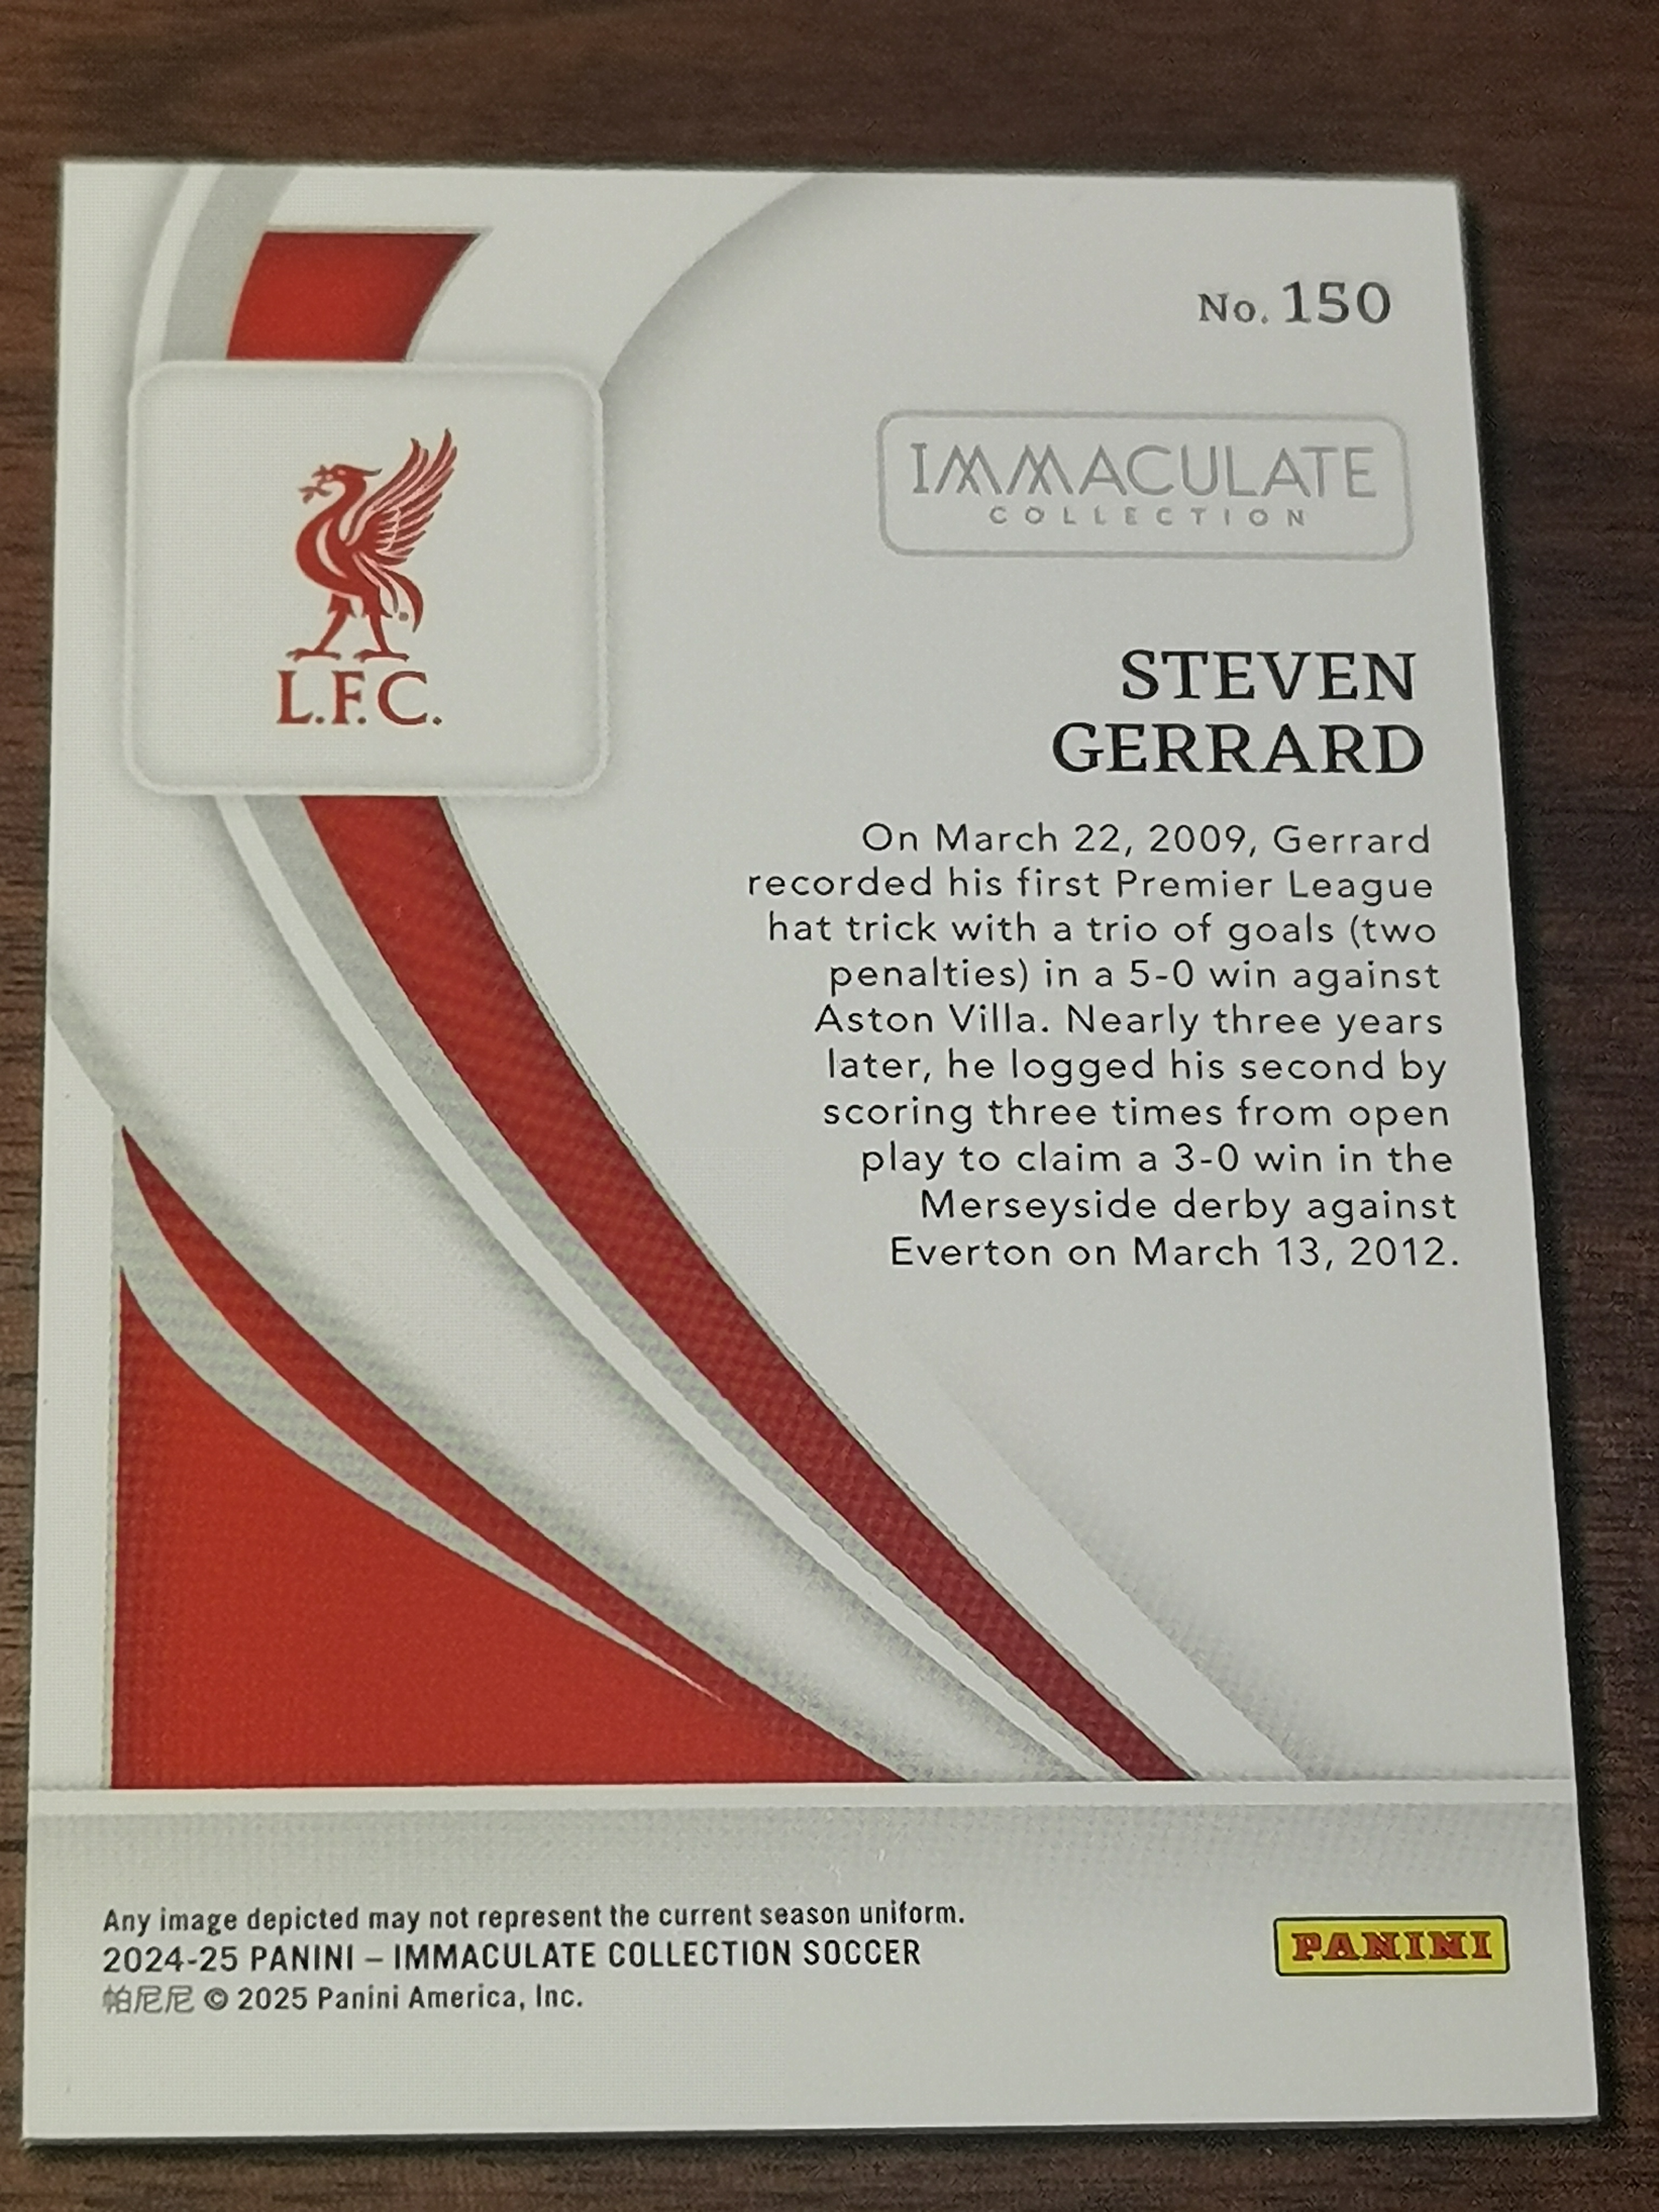 No. 150
IMMACULATE
COLLECTION
L.F.C.
STEVEN
GERRARD
On March 22, 2009, Gerrard
recorded his first Premier League
hat trick with a trio of goals (two
penalties) in a 5-0 win against
Aston Villa. Nearly three years
later, he logged his second by
scoring three times from open
play to claim a 3-0 win in the
Merseyside derby against
Everton on March 13, 2012.
Any image depicted may not represent the current season uniform.
2024-25 PANINI – IMMACULATE COLLECTION SOCCER
帕尼尼 © 2025 Panini America, Inc.
PANINI